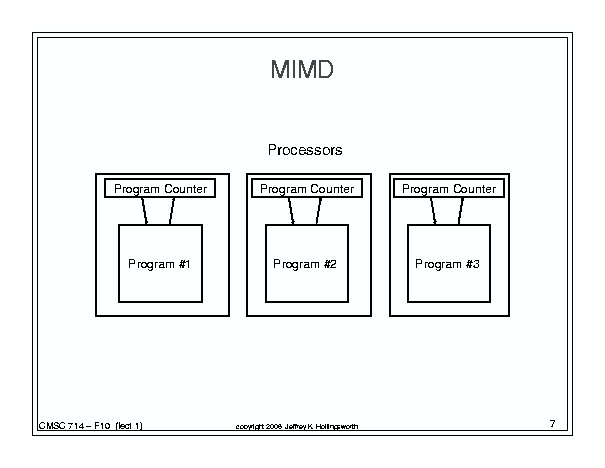 MIMD
Processors
Program Counter Program Counter Program Counter
Program #1 Program #2 Program #3
CMSC 714 – F10 (lect 1) copyright 2006 Jeffrey K. Hollingsworth 7